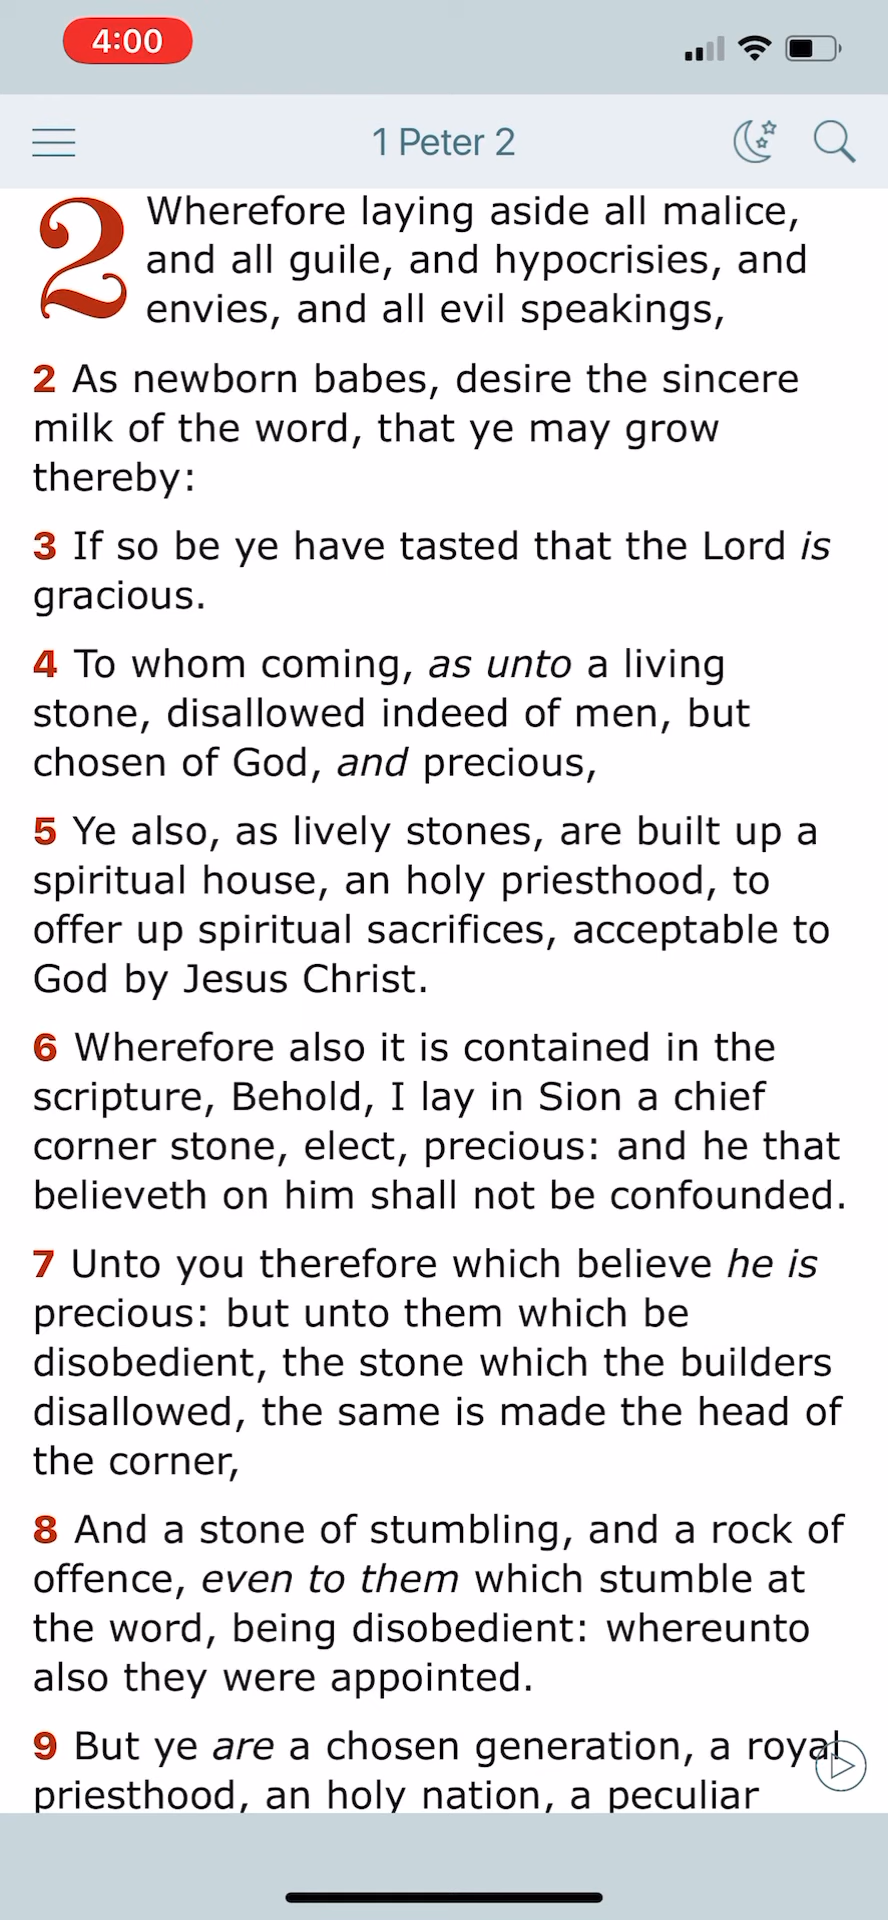 4:00
1 Peter 2
2 Wherefore laying aside all malice,
and all guile, and hypocrisies, and
envies, and all evil speakings,
2 As newborn babes, desire the sincere
milk of the word, that ye may grow
thereby:
3 If so be ye have tasted that the Lord is
gracious.
4 To whom coming, as unto a living
stone, disallowed indeed of men, but
chosen of God, and precious,
5 Ye also, as lively stones, are built up a
spiritual house, an holy priesthood, to
offer up spiritual sacrifices, acceptable to
God by Jesus Christ.
6 Wherefore also it is contained in the
scripture, Behold, I lay in Sion a chief
corner stone, elect, precious: and he that
believeth on him shall not be confounded.
7 Unto you therefore which believe he is
precious: but unto them which be
disobedient, the stone which the builders
disallowed, the same is made the head of
the corner,
8 And a stone of stumbling, and a rock of
offence, even to them which stumble at
the word, being disobedient: whereunto
also they were appointed.
9 But ye are a chosen generation, a royal
priesthood, an holy nation, a peculiar